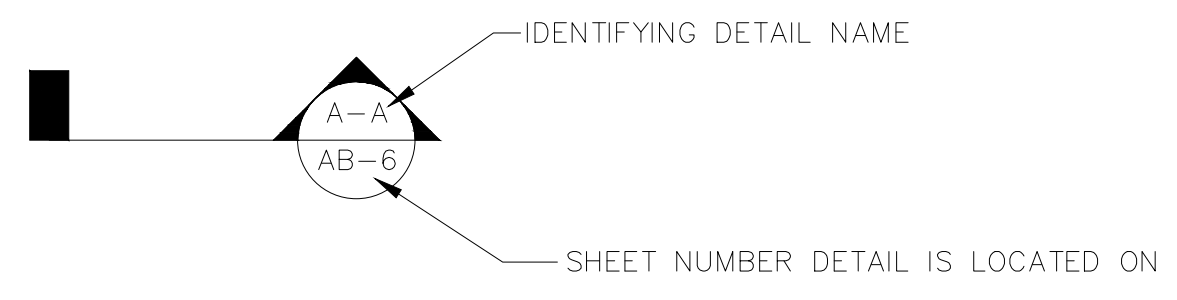 IDENTIFYING DETAIL NAME
A-A
AB-6
SHEET NUMBER DETAIL IS LOCATED ON